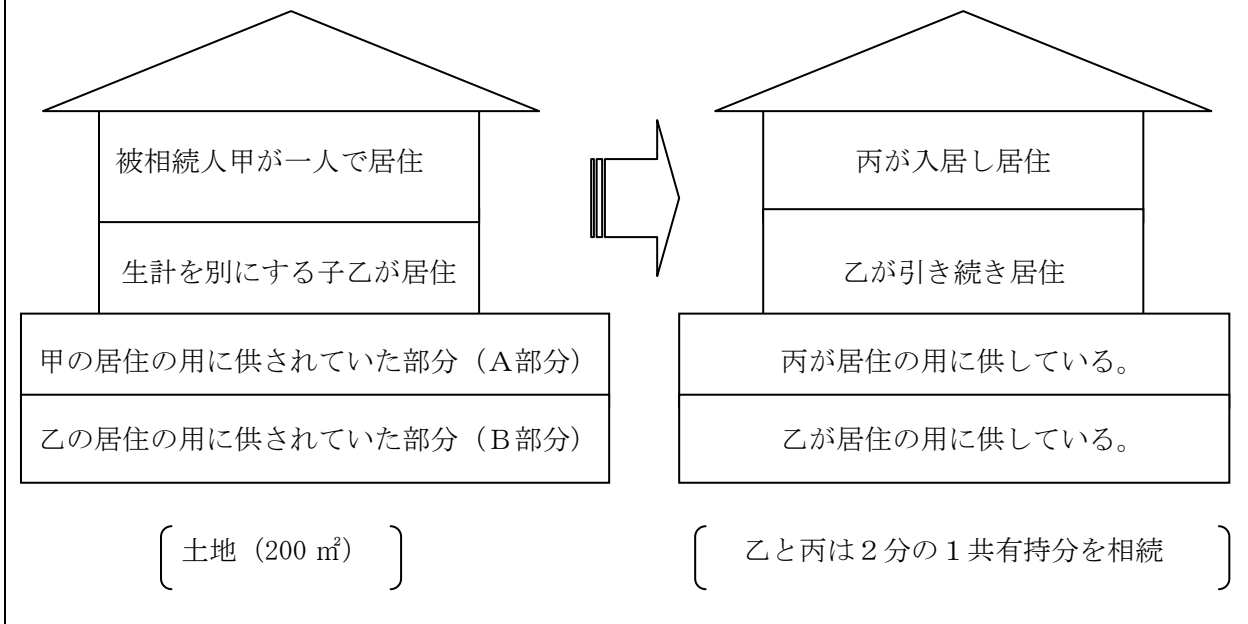 被相続人甲が一人で居住
生計を別にする子乙が居住
甲の居住の用に供されていた部分（Ａ部分）
乙の居住の用に供されていた部分（Ｂ部分）
土地（200 ㎡）
丙が入居し居住
乙が引き続き居住
丙が居住の用に供している。
乙が居住の用に供している。
乙と丙は２分の１共有持分を相続